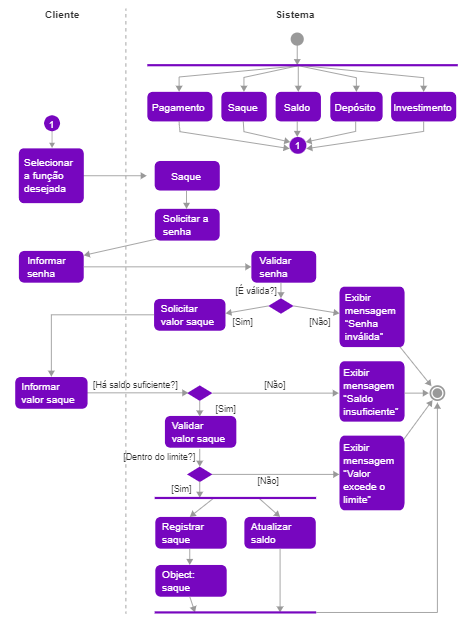 Cliente
Sistema
Pagamento
Saque
Saldo
Depósito
Investimento
1
1
Selecionar
a função
desejada
Saque
Solicitar a
senha
Informar
senha
Validar
senha
[É válida?]
Solicitar
valor saque
[Sim]
[Não]
Exibir
mensagem
“Senha
inválida”
Informar
valor saque
[Há saldo suficiente?]
[Não]
Exibir
mensagem
“Saldo
insuficiente”
[Sim]
Validar
valor saque
[Dentro do limite?]
[Não]
Exibir
mensagem
“Valor
excede o
limite”
[Sim]
Registrar
saque
Atualizar
saldo
Object:
saque